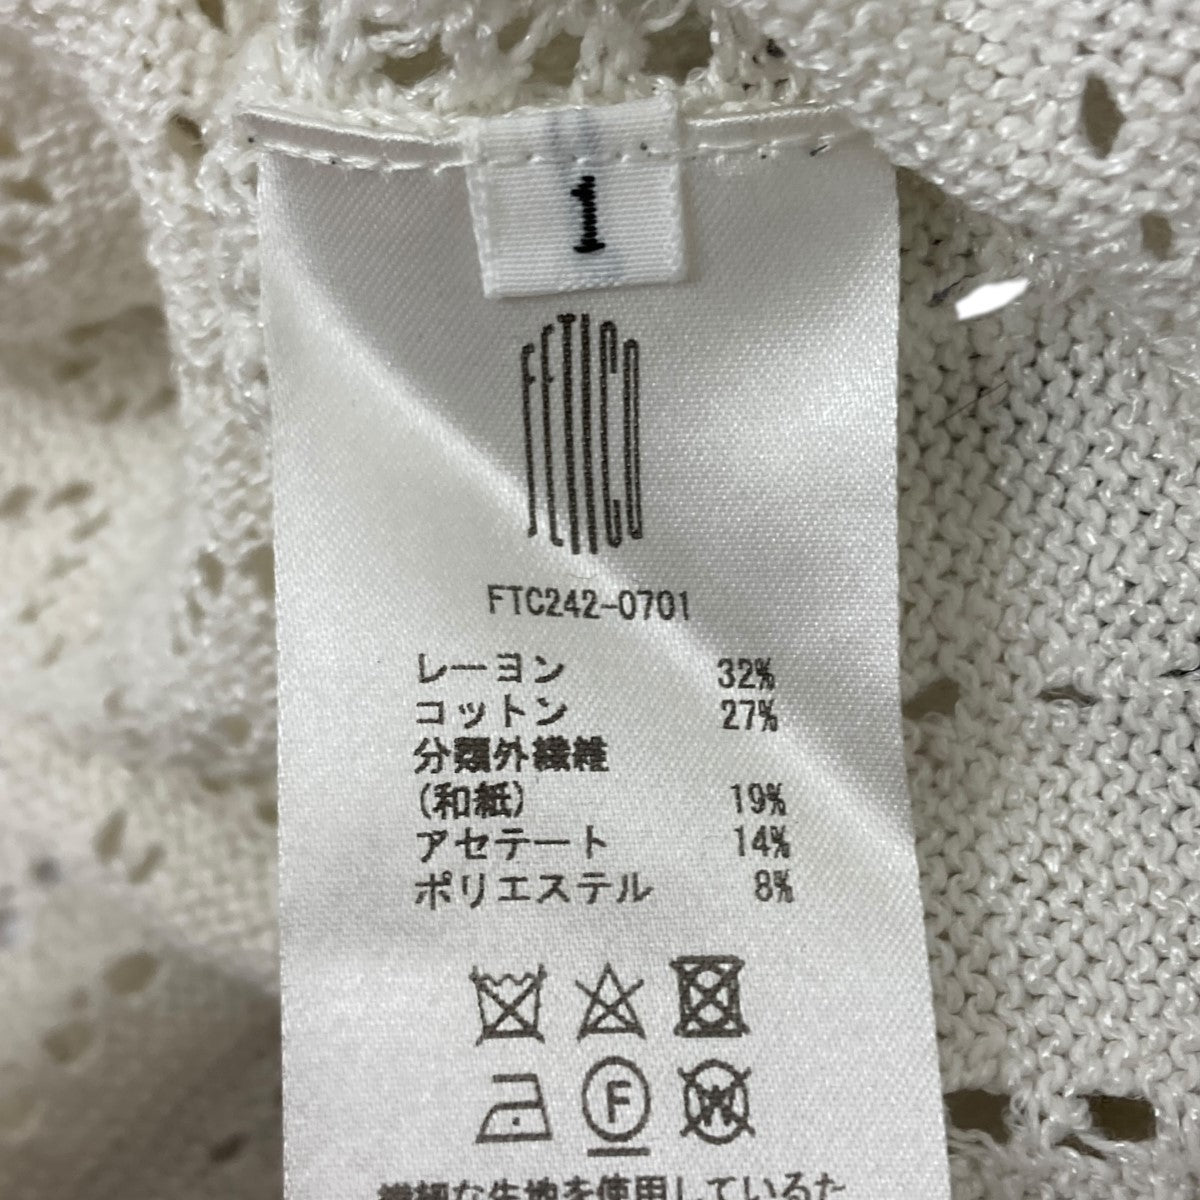 1
FETICO
FTC242-0701
レーヨン 32%
コットン 27%
分類外繊維
(和紙) 19%
アセテート 14%
ポリエステル 8%
F
W
繊細な生地を使用しているた